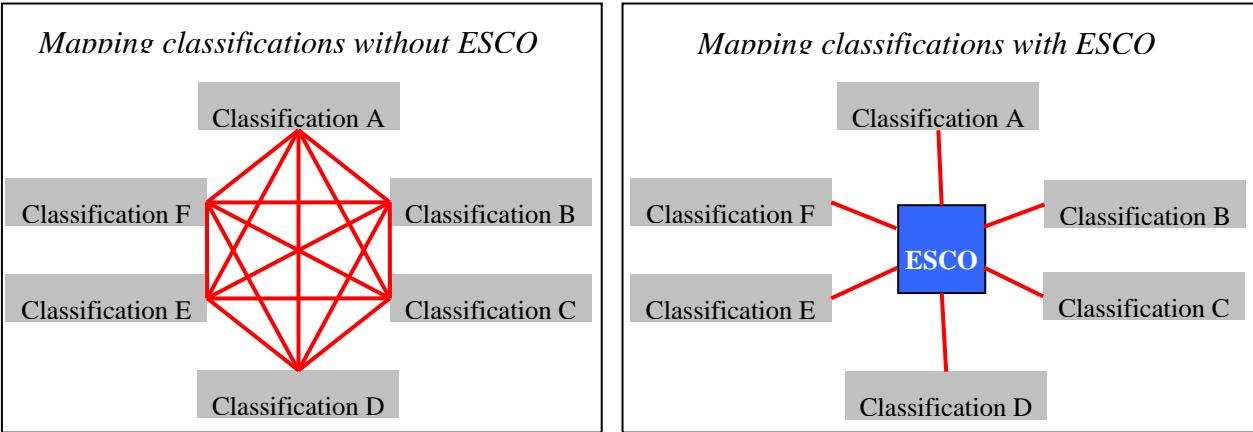 Mapping classifications without ESCO
Classification A
Classification F
Classification B
Classification E
Classification C
Classification D
Mapping classifications with ESCO
Classification A
Classification F
Classification B
ESCO
Classification E
Classification C
Classification D